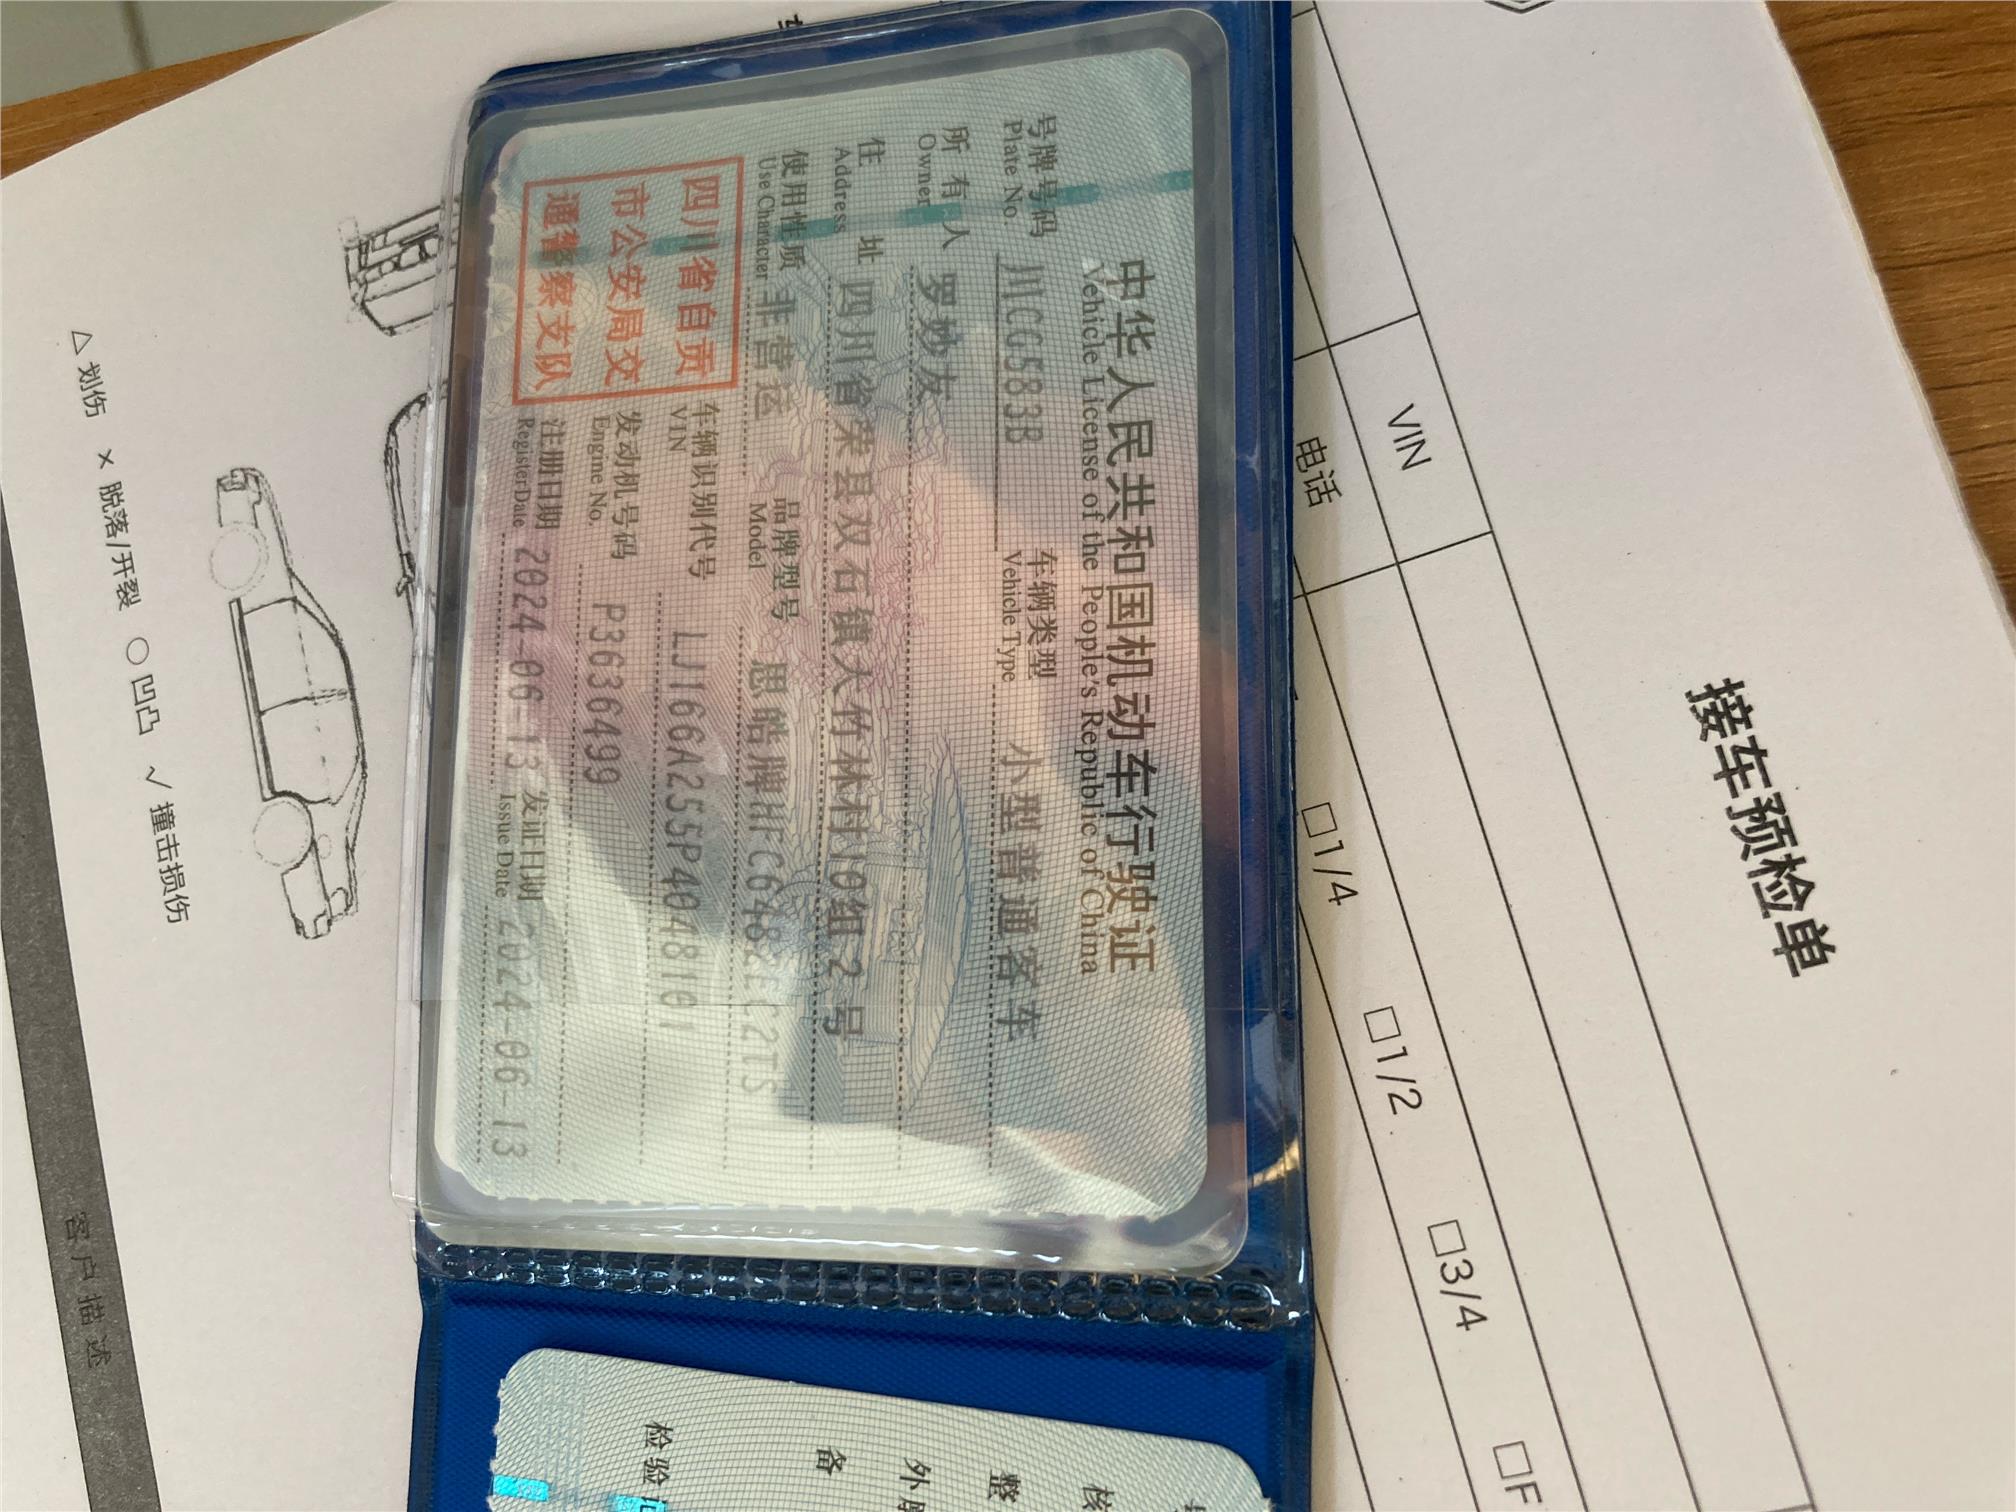 中华人民共和国机动车行驶证
Vehicle License of the People's Republic of China
号牌号码 川CG583B 车辆类型 小型普通客车
Plate No. Vehicle Type
所有人 罗妙友
Owner
住址 四川省荣县双石镇大竹林村10组2号
Address
使用性质 非营运 品牌型号 思皓牌HFC6482EC2TS
Use Character Model
四川省自贡
市公安局交
通警察支队
车辆识别代号 LJ166A255P4048101
VIN
发动机号码 P3636499
Engine No.
注册日期 2024-06-13 发证日期 2024-06-13
Register Date Issue Date
接车预检单
VIN
电话
□1/4 □1/2 □3/4 □F
△划伤 ×脱落/开裂 ○凹凸 √撞击损伤
客户描述
核
整
外
备
检验